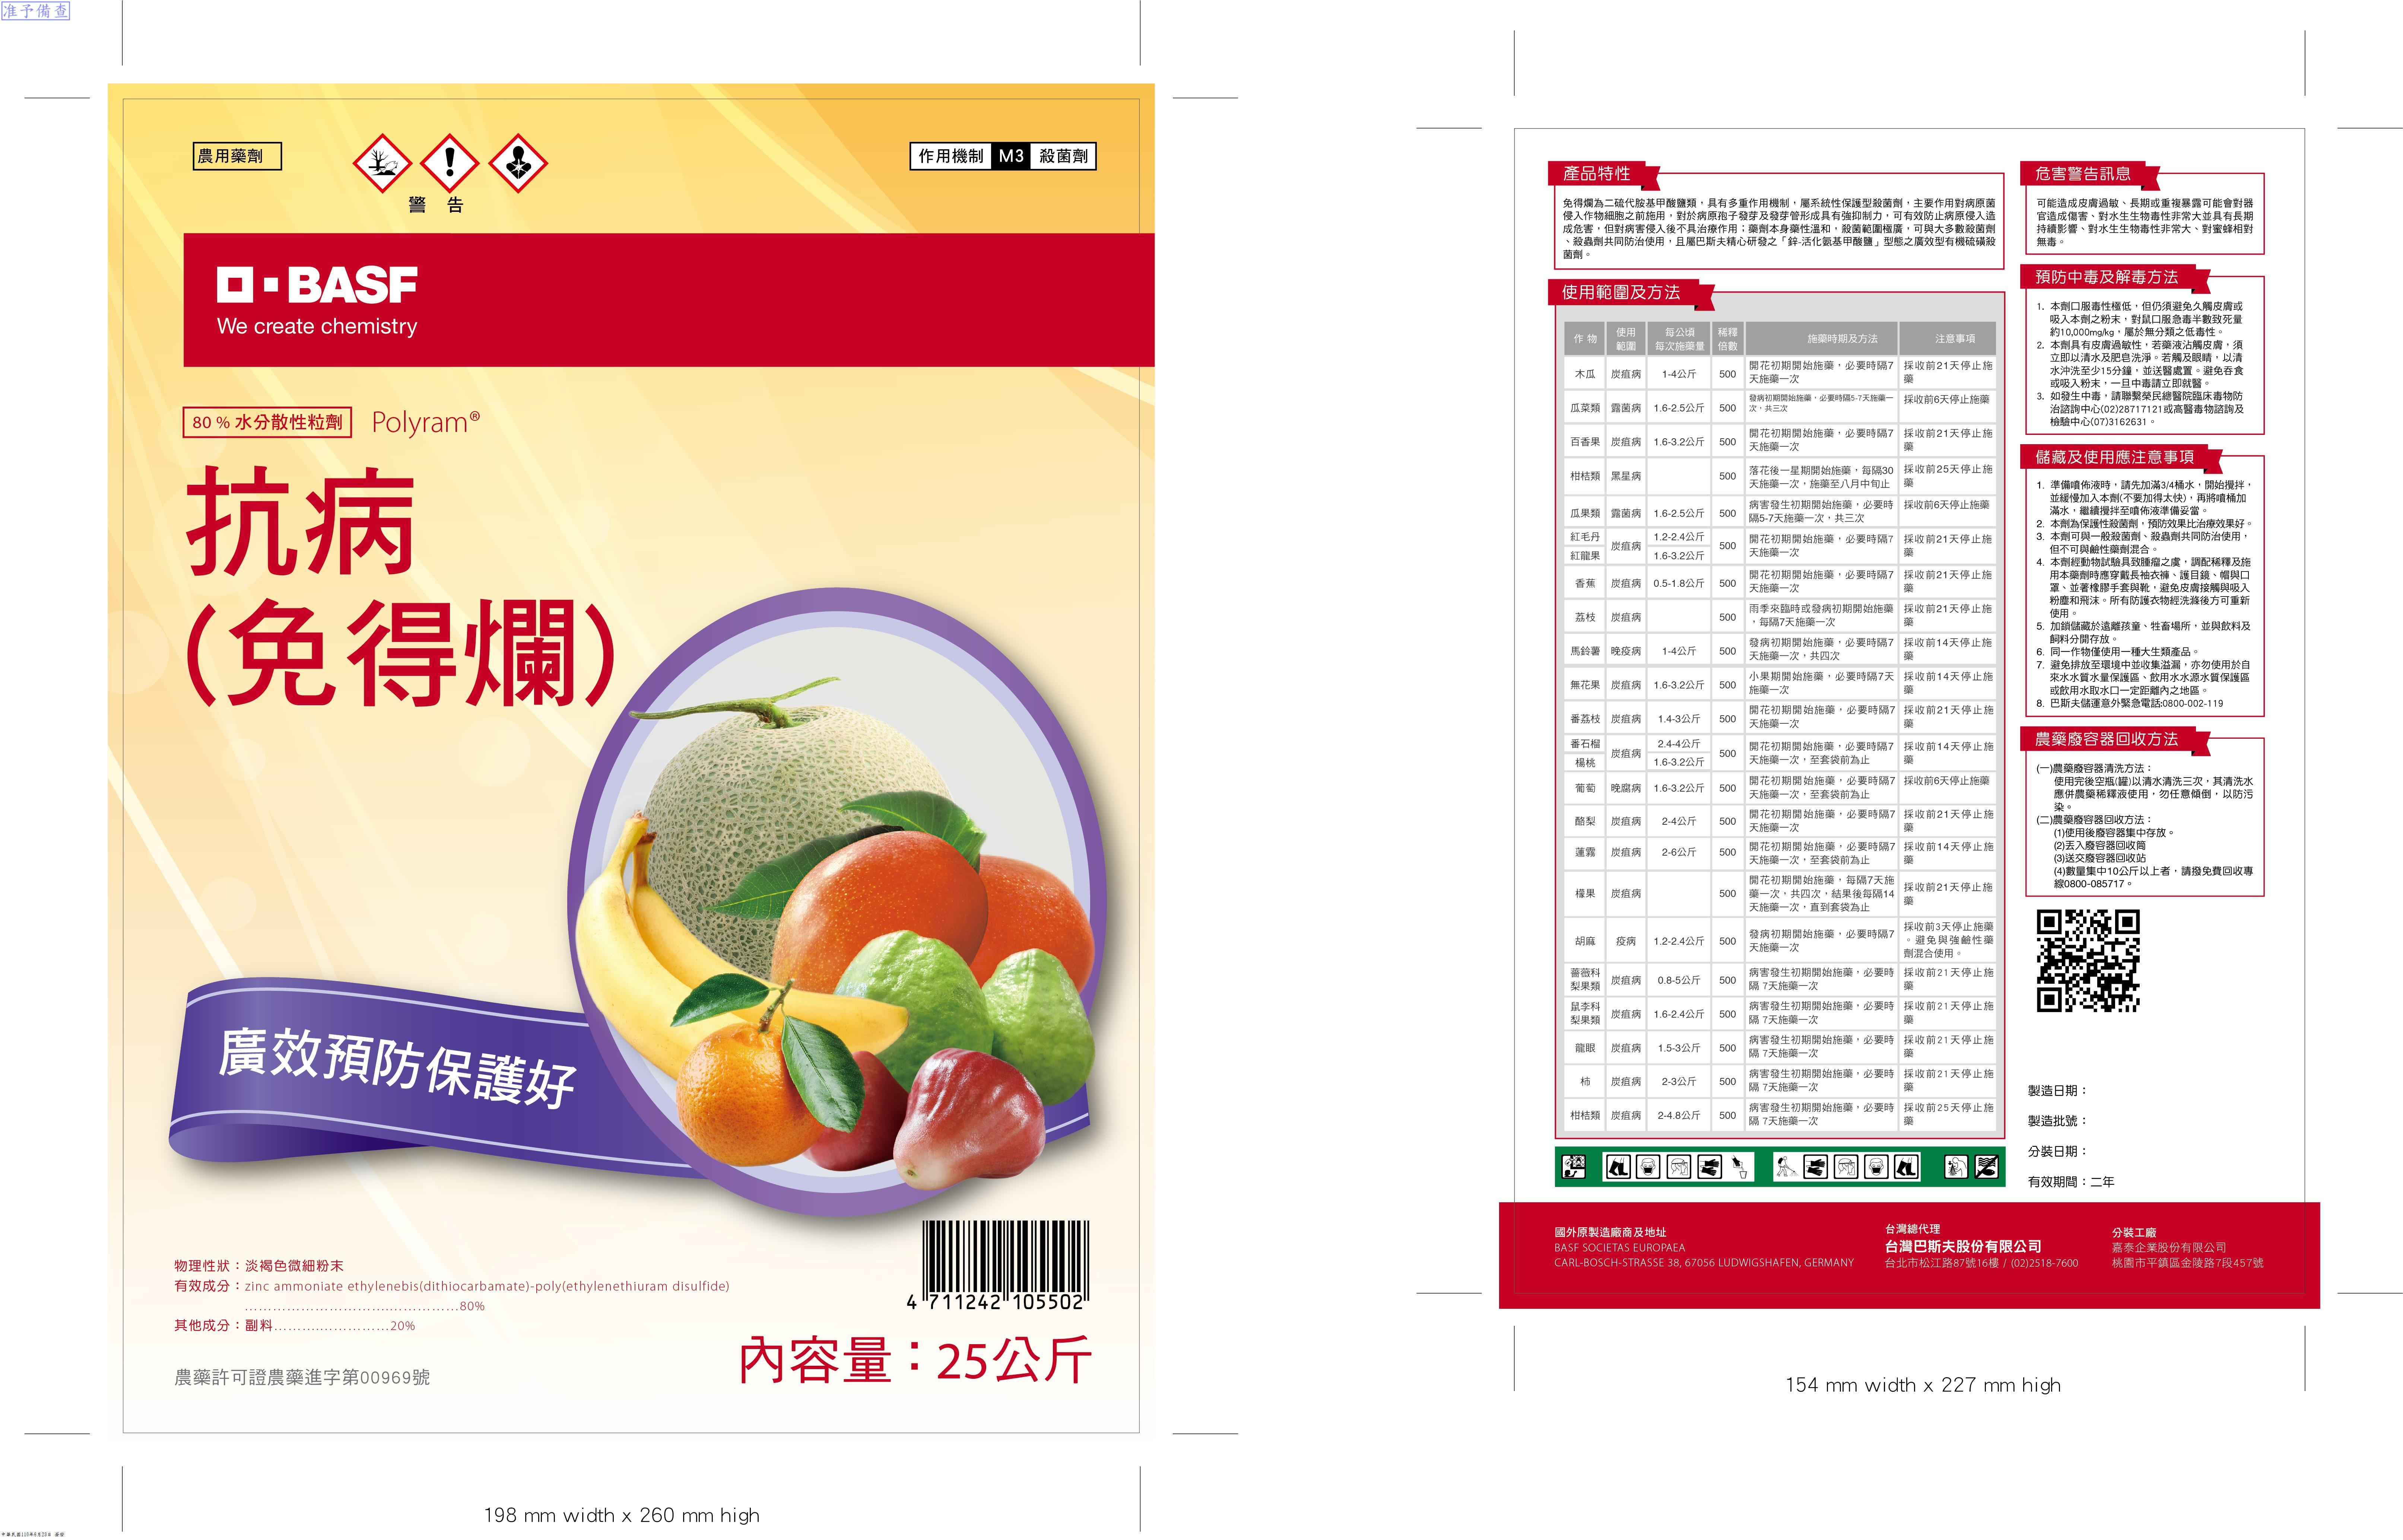 准予備查
農用藥劑
警 告
作用機制 M3 殺菌劑
BASF
We create chemistry
80 % 水分散性粒劑 Polyram®
抗病
(免得爛)
廣效預防保護好
物理性狀：淡褐色微細粉末
有效成分：zinc ammoniate ethylenebis(dithiocarbamate)-poly(ethylenethiuram disulfide)
……………………………………80%
其他成分：副料……………………20%
農藥許可證農藥進字第00969號
4 711242 105502
內容量：25公斤
198 mm width x 260 mm high
產品特性
免得爛為二硫代胺基甲酸鹽類，具有多重作用機制，屬系統性保護型殺菌劑，主要作用對病原菌
侵入作物細胞之前施用，對於病原孢子發芽及發芽管形成具有強抑制力，可有效防止病原侵入造
成危害，但對病害侵入後不具治療作用；藥劑本身藥性溫和，殺菌範圍極廣，可與大多數殺菌劑
、殺蟲劑共同防治使用，且屬巴斯夫精心研發之「鋅-活化氨基甲酸鹽」型態之廣效型有機硫磺殺
菌劑。
使用範圍及方法
作 物 使用範圍 每公頃每次施藥量 稀釋倍數 施藥時期及方法 注意事項
木瓜 炭疽病 1-4公斤 500 開花初期開始施藥，必要時隔7天施藥一次 採收前21天停止施藥
瓜菜類 露菌病 1.6-2.5公斤 500 發病初期開始施藥，必要時隔5-7天施藥一次，共三次 採收前6天停止施藥
百香果 炭疽病 1.6-3.2公斤 500 開花初期開始施藥，必要時隔7天施藥一次 採收前21天停止施藥
柑桔類 黑星病 500 落花後一星期開始施藥，每隔30天施藥一次，施藥至八月中旬止 採收前25天停止施藥
瓜果類 露菌病 1.6-2.5公斤 500 病害發生初期開始施藥，必要時隔5-7天施藥一次，共三次 採收前6天停止施藥
紅毛丹 炭疽病 1.2-2.4公斤 500 開花初期開始施藥，必要時隔7天施藥一次 採收前21天停止施藥
紅龍果 1.6-3.2公斤
香蕉 炭疽病 0.5-1.8公斤 500 開花初期開始施藥，必要時隔7天施藥一次 採收前21天停止施藥
荔枝 炭疽病 500 雨季來臨時或發病初期開始施藥，每隔7天施藥一次 採收前21天停止施藥
馬鈴薯 晚疫病 1-4公斤 500 發病初期開始施藥，必要時隔7天施藥一次，共四次 採收前14天停止施藥
無花果 炭疽病 1.6-3.2公斤 500 小果期開始施藥，必要時隔7天施藥一次 採收前14天停止施藥
番荔枝 炭疽病 1.4-3公斤 500 開花初期開始施藥，必要時隔7天施藥一次 採收前21天停止施藥
番石榴 炭疽病 2.4-4公斤 500 開花初期開始施藥，必要時隔7天施藥一次，至套袋前為止 採收前14天停止施藥
楊桃 1.6-3.2公斤
葡萄 晚腐病 1.6-3.2公斤 500 開花初期開始施藥，必要時隔7天施藥一次，至套袋前為止 採收前6天停止施藥
酪梨 炭疽病 2-4公斤 500 開花初期開始施藥，必要時隔7天施藥一次 採收前21天停止施藥
蓮霧 炭疽病 2-6公斤 500 開花初期開始施藥，必要時隔7天施藥一次，至套袋前為止 採收前14天停止施藥
檬果 炭疽病 500 開花初期開始施藥，每隔7天施藥一次，共四次，結果後每隔14天施藥一次，直到套袋為止 採收前21天停止施藥
胡麻 疫病 1.2-2.4公斤 500 發病初期開始施藥，必要時隔7天施藥一次 採收前3天停止施藥。避免與強鹼性藥劑混合使用。
薔薇科梨果類 炭疽病 0.8-5公斤 500 病害發生初期開始施藥，必要時隔 7天施藥一次 採收前21天停止施藥
鼠李科梨果類 炭疽病 1.6-2.4公斤 500 病害發生初期開始施藥，必要時隔 7天施藥一次 採收前21天停止施藥
龍眼 炭疽病 1.5-3公斤 500 病害發生初期開始施藥，必要時隔 7天施藥一次 採收前21天停止施藥
柿 炭疽病 2-3公斤 500 病害發生初期開始施藥，必要時隔 7天施藥一次 採收前21天停止施藥
柑桔類 炭疽病 2-4.8公斤 500 病害發生初期開始施藥，必要時隔 7天施藥一次 採收前25天停止施藥
危害警告訊息
可能造成皮膚過敏、長期或重複暴露可能會對器
官造成傷害、對水生生物毒性非常大並具有長期
持續影響、對水生生物毒性非常大、對蜜蜂相對
無毒。
預防中毒及解毒方法
1. 本劑口服毒性極低，但仍須避免久觸皮膚或
吸入本劑之粉末，對鼠口服急毒半數致死量
約10,000mg/kg，屬於無分類之低毒性。
2. 本劑具有皮膚過敏性，若藥液沾觸皮膚，須
立即以清水及肥皂洗淨。若觸及眼睛，以清
水沖洗至少15分鐘，並送醫處置。避免吞食
或吸入粉末，一旦中毒請立即就醫。
3. 如發生中毒，請聯繫榮民總醫院臨床毒物防
治諮詢中心(02)28717121或高醫毒物諮詢及
檢驗中心(07)3162631。
儲藏及使用應注意事項
1. 準備噴佈液時，請先加滿3/4桶水，開始攪拌，
並緩慢加入本劑(不要加得太快)，再將噴桶加
滿水，繼續攪拌至噴佈液準備妥當。
2. 本劑為保護性殺菌劑，預防效果比治療效果好。
3. 本劑可與一般殺菌劑、殺蟲劑共同防治使用，
但不可與鹼性藥劑混合。
4. 本劑經動物試驗具致腫瘤之虞，調配稀釋及施
用本藥劑時應穿戴長袖衣褲、護目鏡、帽與口
罩、並著橡膠手套與靴，避免皮膚接觸與吸入
粉塵和飛沫。所有防護衣物經洗滌後方可重新
使用。
5. 加鎖儲藏於遠離孩童、牲畜場所，並與飲料及
飼料分開存放。
6. 同一作物僅使用一種大生類產品。
7. 避免排放至環境中並收集溢漏，亦勿使用於自
來水水質水量保護區、飲用水水源水質保護區
或飲用水取水口一定距離內之地區。
8. 巴斯夫儲運意外緊急電話:0800-002-119
農藥廢容器回收方法
(一)農藥廢容器清洗方法：
使用完後空瓶(罐)以清水清洗三次，其清洗水
應併農藥稀釋液使用，勿任意傾倒，以防污
染。
(二)農藥廢容器回收方法：
(1)使用後廢容器集中存放。
(2)丟入廢容器回收筒
(3)送交廢容器回收站
(4)數量集中10公斤以上者，請撥免費回收專
線0800-085717。
製造日期：
製造批號：
分裝日期：
有效期間：二年
國外原製造廠商及地址
BASF SOCIETAS EUROPAEA
CARL-BOSCH-STRASSE 38, 67056 LUDWIGSHAFEN, GERMANY
台灣總代理
台灣巴斯夫股份有限公司
台北市松江路87號16樓 / (02)2518-7600
分裝工廠
嘉泰企業股份有限公司
桃園市平鎮區金陵路7段457號
154 mm width x 227 mm high